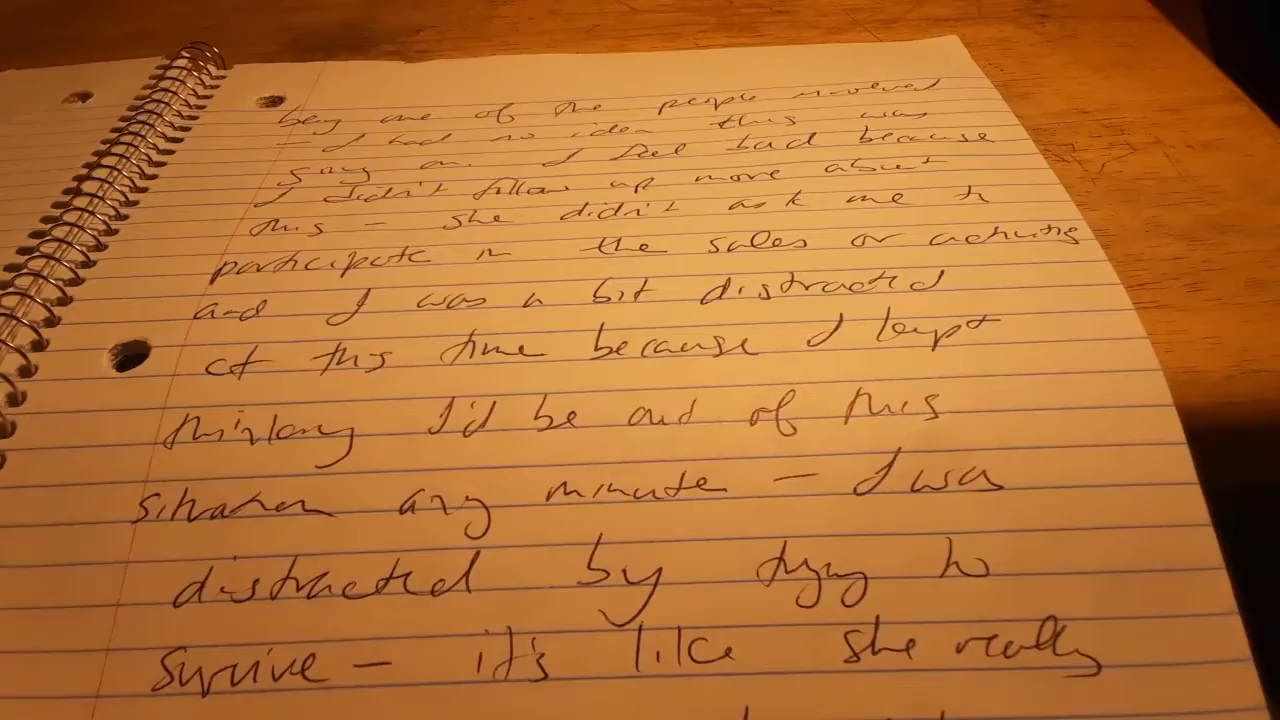 being one of the people involved
- I had no idea this was
going on. I feel bad because
I didn't follow up more about
this - she didn't ask me to
participate in the sales or activities
and I was a bit distracted
at this time because I kept
thinking I'd be out of this
situation any minute - I was
distracted by trying to
survive - it's like she really